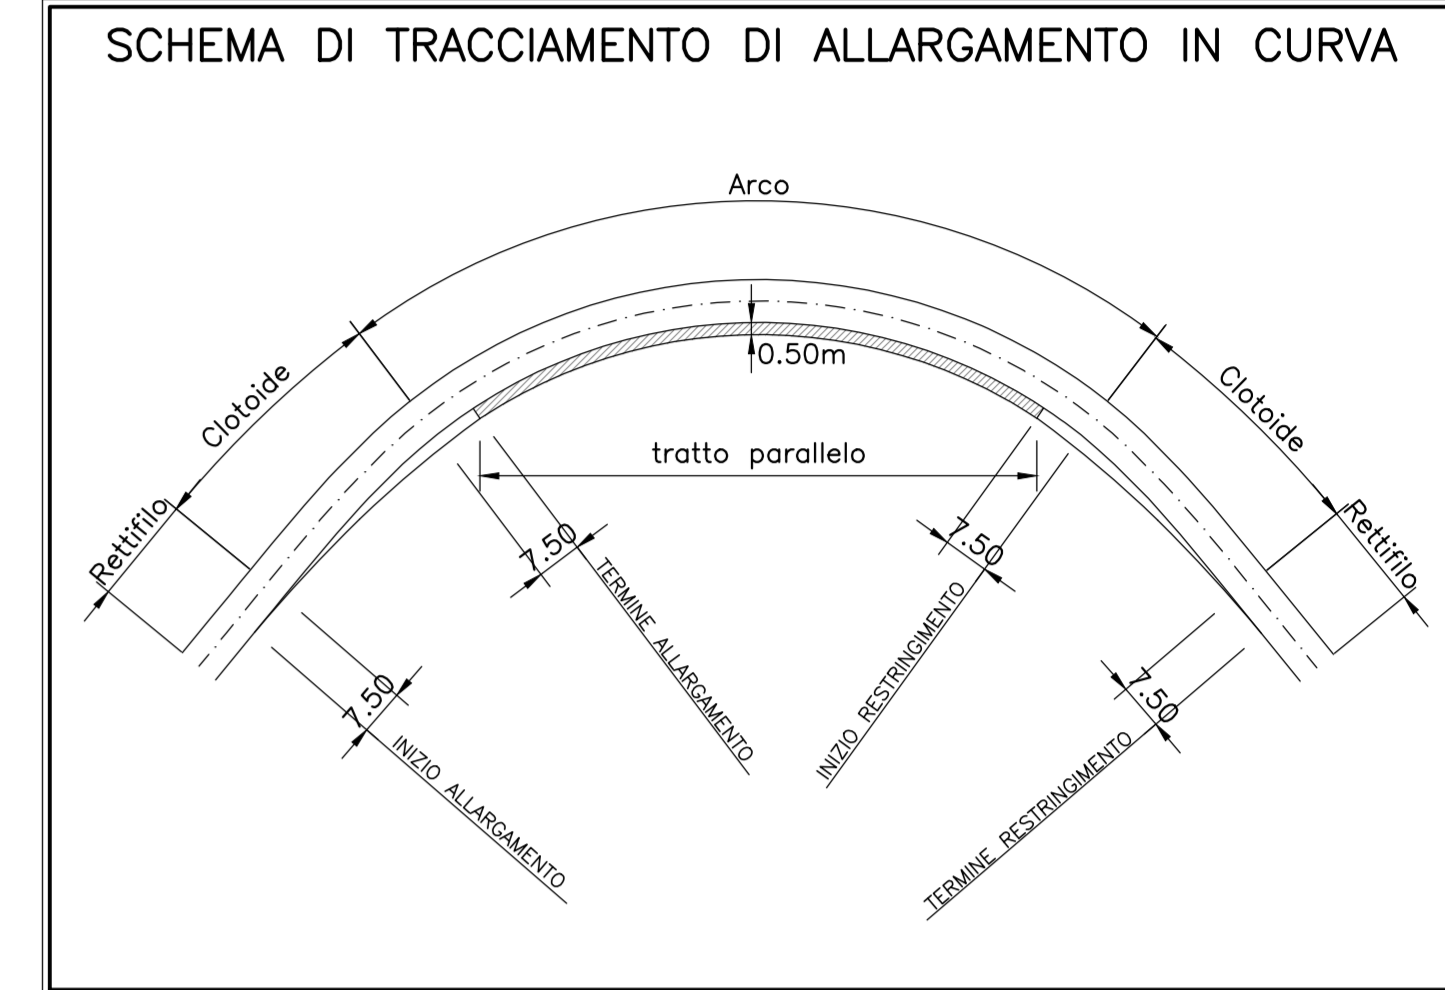 SCHEMA DI TRACCIAMENTO DI ALLARGAMENTO IN CURVA
Arco
Clotoide
Clotoide
0.50m
tratto parallelo
Rettifilo
Rettifilo
7.50
7.50
TERMINE ALLARGAMENTO
INIZIO RESTRINGIMENTO
7.50
7.50
INIZIO ALLARGAMENTO
TERMINE RESTRINGIMENTO